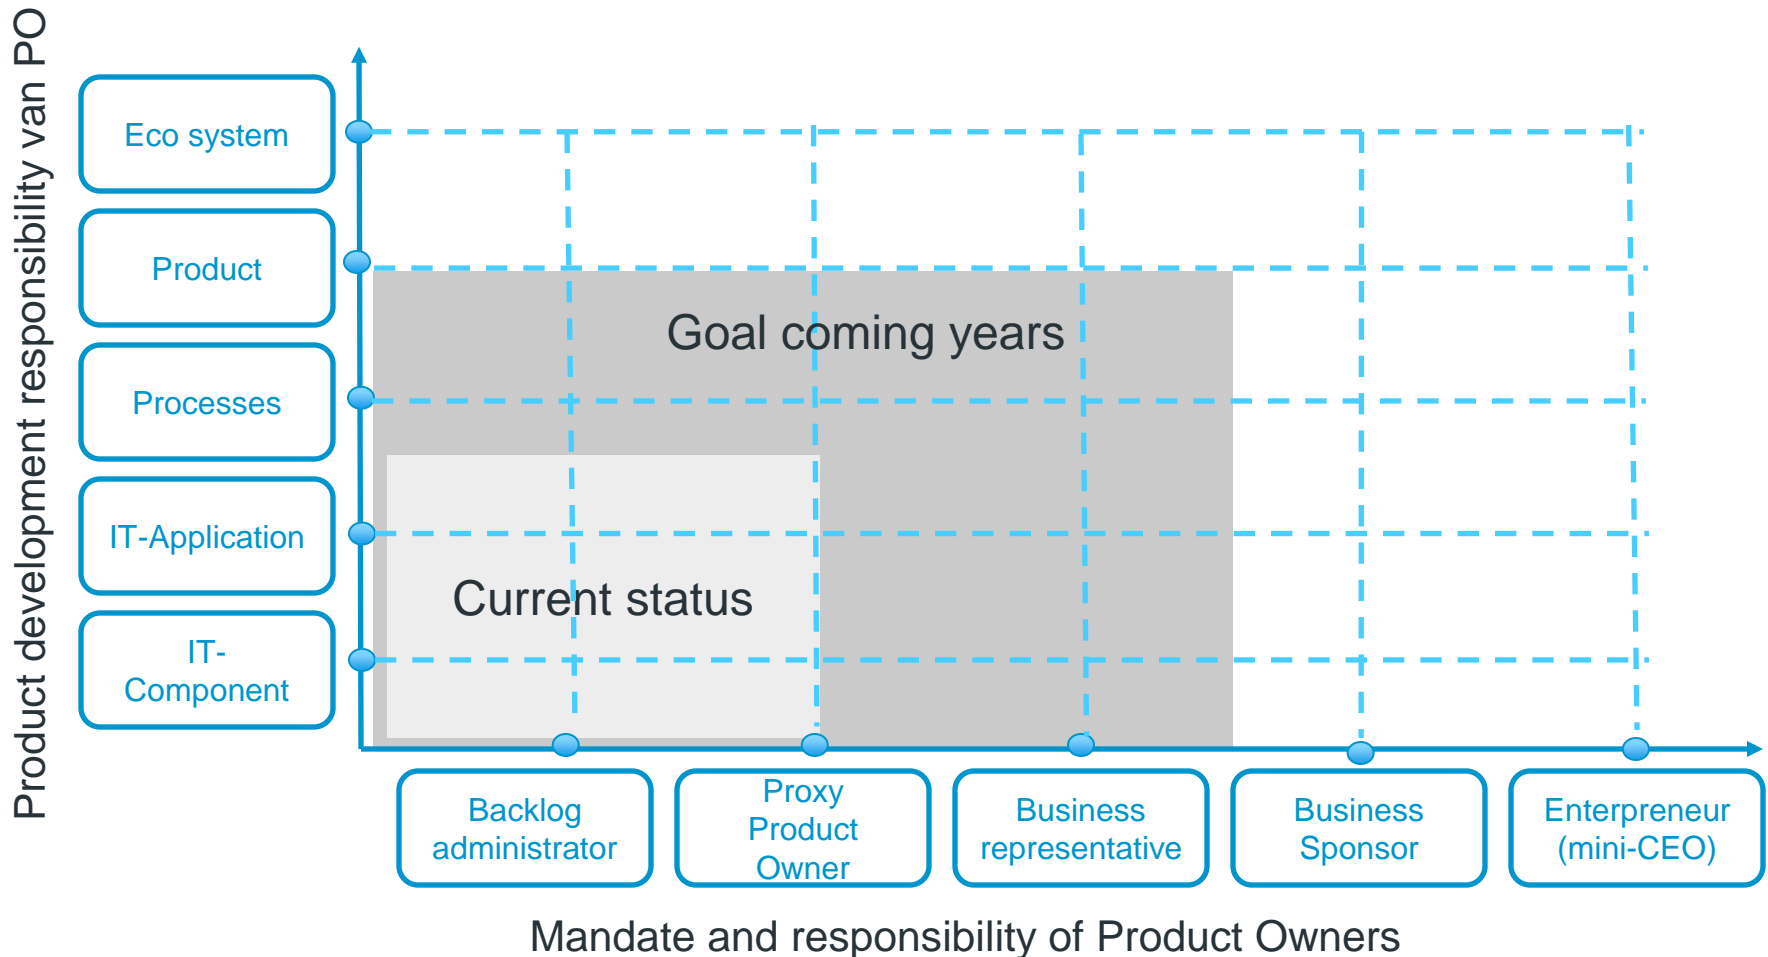 Product development responsibility van PO
Eco system
Product
Processes
IT-Application
IT-
Component
Goal coming years
Current status
Backlog
administrator
Proxy
Product
Owner
Business
representative
Business
Sponsor
Enterpreneur
(mini-CEO)
Mandate and responsibility of Product Owners